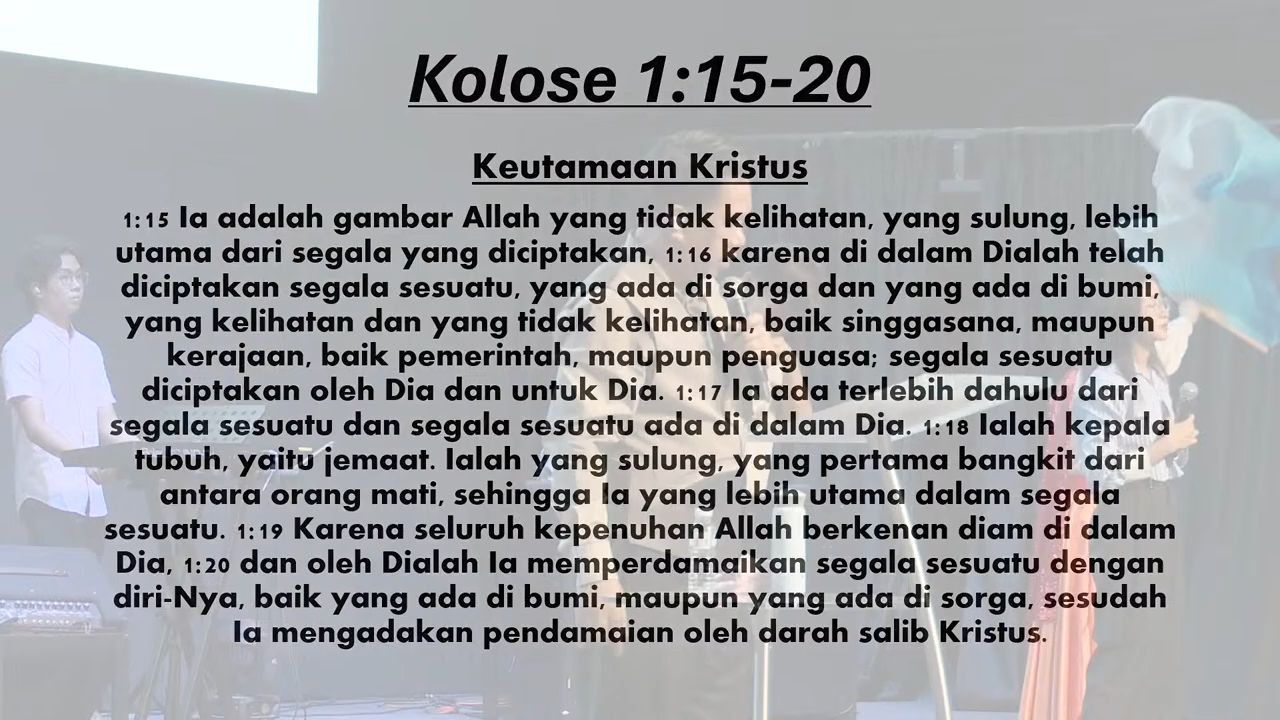 Kolose 1:15-20
Keutamaan Kristus
1:15 Ia adalah gambar Allah yang tidak kelihatan, yang sulung, lebih
utama dari segala yang diciptakan, 1:16 karena di dalam Dialah telah
diciptakan segala sesuatu, yang ada di sorga dan yang ada di bumi,
yang kelihatan dan yang tidak kelihatan, baik singgasana, maupun
kerajaan, baik pemerintah, maupun penguasa; segala sesuatu
diciptakan oleh Dia dan untuk Dia. 1:17 Ia ada terlebih dahulu dari
segala sesuatu dan segala sesuatu ada di dalam Dia. 1:18 Ialah kepala
tubuh, yaitu jemaat. Ialah yang sulung, yang pertama bangkit dari
antara orang mati, sehingga Ia yang lebih utama dalam segala
sesuatu. 1:19 Karena seluruh kepenuhan Allah berkenan diam di dalam
Dia, 1:20 dan oleh Dialah Ia memperdamaikan segala sesuatu dengan
diri-Nya, baik yang ada di bumi, maupun yang ada di sorga, sesudah
Ia mengadakan pendamaian oleh darah salib Kristus.